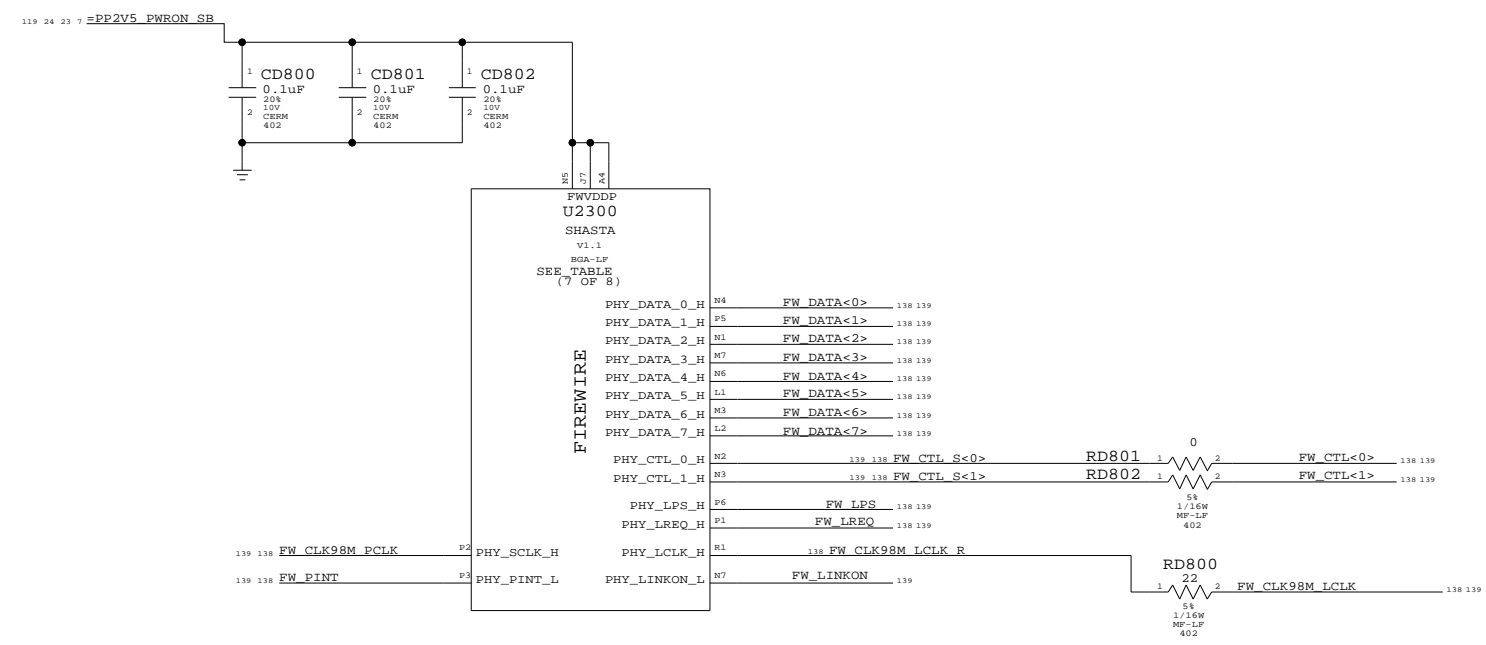 119 24 23 7 =PP2V5_PWRON_SB
1 CD800
0.1uF
20%
10V
CERM
402
2
1 CD801
0.1uF
20%
10V
CERM
402
2
1 CD802
0.1uF
20%
10V
CERM
402
2
N5 J7 A4
FWVDDP
U2300
SHASTA
V1.1
BGA-LF
SEE_TABLE
(7 OF 8)
FIREWIRE
PHY_DATA_0_H N4 FW_DATA<0> 138 139
PHY_DATA_1_H P5 FW_DATA<1> 138 139
PHY_DATA_2_H N1 FW_DATA<2> 138 139
PHY_DATA_3_H M7 FW_DATA<3> 138 139
PHY_DATA_4_H N6 FW_DATA<4> 138 139
PHY_DATA_5_H L1 FW_DATA<5> 138 139
PHY_DATA_6_H M3 FW_DATA<6> 138 139
PHY_DATA_7_H L2 FW_DATA<7> 138 139
0
PHY_CTL_0_H N2 139 138 FW_CTL_S<0> RD801 1 2 FW_CTL<0> 138 139
PHY_CTL_1_H N3 139 138 FW_CTL_S<1> RD802 1 2 FW_CTL<1> 138 139
5%
1/16W
MF-LF
402
PHY_LPS_H P6 FW_LPS 138 139
PHY_LREQ_H P1 FW_LREQ 138 139
139 138 FW_CLK98M_PCLK P2 PHY_SCLK_H PHY_LCLK_H R1 138 FW_CLK98M_LCLK_R
139 138 FW_PINT P3 PHY_PINT_L PHY_LINKON_L N7 FW_LINKON 139
RD800
22
1 2 FW_CLK98M_LCLK 138 139
5%
1/16W
MF-LF
402